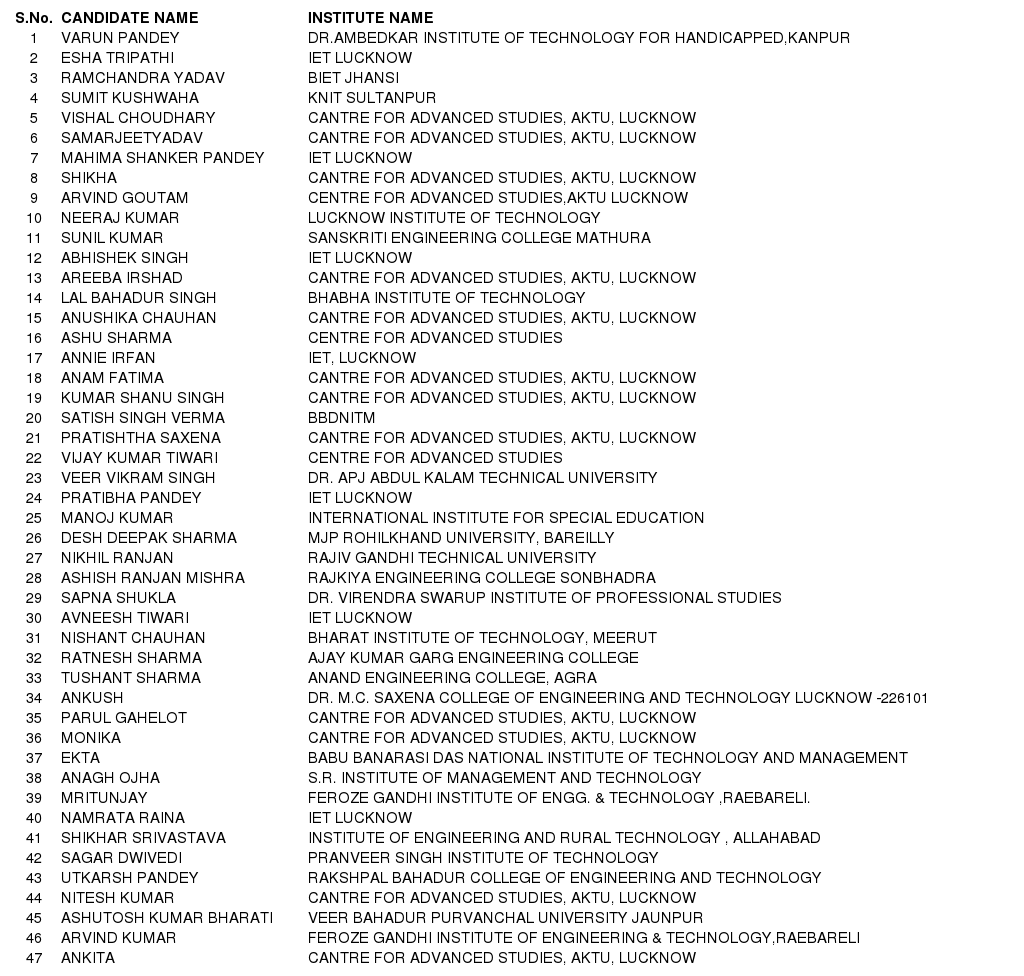 S.No. CANDIDATE NAME INSTITUTE NAME
1 VARUN PANDEY DR.AMBEDKAR INSTITUTE OF TECHNOLOGY FOR HANDICAPPED,KANPUR
2 ESHA TRIPATHI IET LUCKNOW
3 RAMCHANDRA YADAV BIET JHANSI
4 SUMIT KUSHWAHA KNIT SULTANPUR
5 VISHAL CHOUDHARY CANTRE FOR ADVANCED STUDIES, AKTU, LUCKNOW
6 SAMARJEETYADAV CANTRE FOR ADVANCED STUDIES, AKTU, LUCKNOW
7 MAHIMA SHANKER PANDEY IET LUCKNOW
8 SHIKHA CANTRE FOR ADVANCED STUDIES, AKTU, LUCKNOW
9 ARVIND GOUTAM CENTRE FOR ADVANCED STUDIES,AKTU LUCKNOW
10 NEERAJ KUMAR LUCKNOW INSTITUTE OF TECHNOLOGY
11 SUNIL KUMAR SANSKRITI ENGINEERING COLLEGE MATHURA
12 ABHISHEK SINGH IET LUCKNOW
13 AREEBA IRSHAD CANTRE FOR ADVANCED STUDIES, AKTU, LUCKNOW
14 LAL BAHADUR SINGH BHABHA INSTITUTE OF TECHNOLOGY
15 ANUSHIKA CHAUHAN CANTRE FOR ADVANCED STUDIES, AKTU, LUCKNOW
16 ASHU SHARMA CENTRE FOR ADVANCED STUDIES
17 ANNIE IRFAN IET, LUCKNOW
18 ANAM FATIMA CANTRE FOR ADVANCED STUDIES, AKTU, LUCKNOW
19 KUMAR SHANU SINGH CANTRE FOR ADVANCED STUDIES, AKTU, LUCKNOW
20 SATISH SINGH VERMA BBDNITM
21 PRATISHTHA SAXENA CANTRE FOR ADVANCED STUDIES, AKTU, LUCKNOW
22 VIJAY KUMAR TIWARI CENTRE FOR ADVANCED STUDIES
23 VEER VIKRAM SINGH DR. APJ ABDUL KALAM TECHNICAL UNIVERSITY
24 PRATIBHA PANDEY IET LUCKNOW
25 MANOJ KUMAR INTERNATIONAL INSTITUTE FOR SPECIAL EDUCATION
26 DESH DEEPAK SHARMA MJP ROHILKHAND UNIVERSITY, BAREILLY
27 NIKHIL RANJAN RAJIV GANDHI TECHNICAL UNIVERSITY
28 ASHISH RANJAN MISHRA RAJKIYA ENGINEERING COLLEGE SONBHADRA
29 SAPNA SHUKLA DR. VIRENDRA SWARUP INSTITUTE OF PROFESSIONAL STUDIES
30 AVNEESH TIWARI IET LUCKNOW
31 NISHANT CHAUHAN BHARAT INSTITUTE OF TECHNOLOGY, MEERUT
32 RATNESH SHARMA AJAY KUMAR GARG ENGINEERING COLLEGE
33 TUSHANT SHARMA ANAND ENGINEERING COLLEGE, AGRA
34 ANKUSH DR. M.C. SAXENA COLLEGE OF ENGINEERING AND TECHNOLOGY LUCKNOW -226101
35 PARUL GAHELOT CANTRE FOR ADVANCED STUDIES, AKTU, LUCKNOW
36 MONIKA CANTRE FOR ADVANCED STUDIES, AKTU, LUCKNOW
37 EKTA BABU BANARASI DAS NATIONAL INSTITUTE OF TECHNOLOGY AND MANAGEMENT
38 ANAGH OJHA S.R. INSTITUTE OF MANAGEMENT AND TECHNOLOGY
39 MRITUNJAY FEROZE GANDHI INSTITUTE OF ENGG. & TECHNOLOGY ,RAEBARELI.
40 NAMRATA RAINA IET LUCKNOW
41 SHIKHAR SRIVASTAVA INSTITUTE OF ENGINEERING AND RURAL TECHNOLOGY , ALLAHABAD
42 SAGAR DWIVEDI PRANVEER SINGH INSTITUTE OF TECHNOLOGY
43 UTKARSH PANDEY RAKSHPAL BAHADUR COLLEGE OF ENGINEERING AND TECHNOLOGY
44 NITESH KUMAR CANTRE FOR ADVANCED STUDIES, AKTU, LUCKNOW
45 ASHUTOSH KUMAR BHARATI VEER BAHADUR PURVANCHAL UNIVERSITY JAUNPUR
46 ARVIND KUMAR FEROZE GANDHI INSTITUTE OF ENGINEERING & TECHNOLOGY,RAEBARELI
47 ANKITA CANTRE FOR ADVANCED STUDIES, AKTU, LUCKNOW